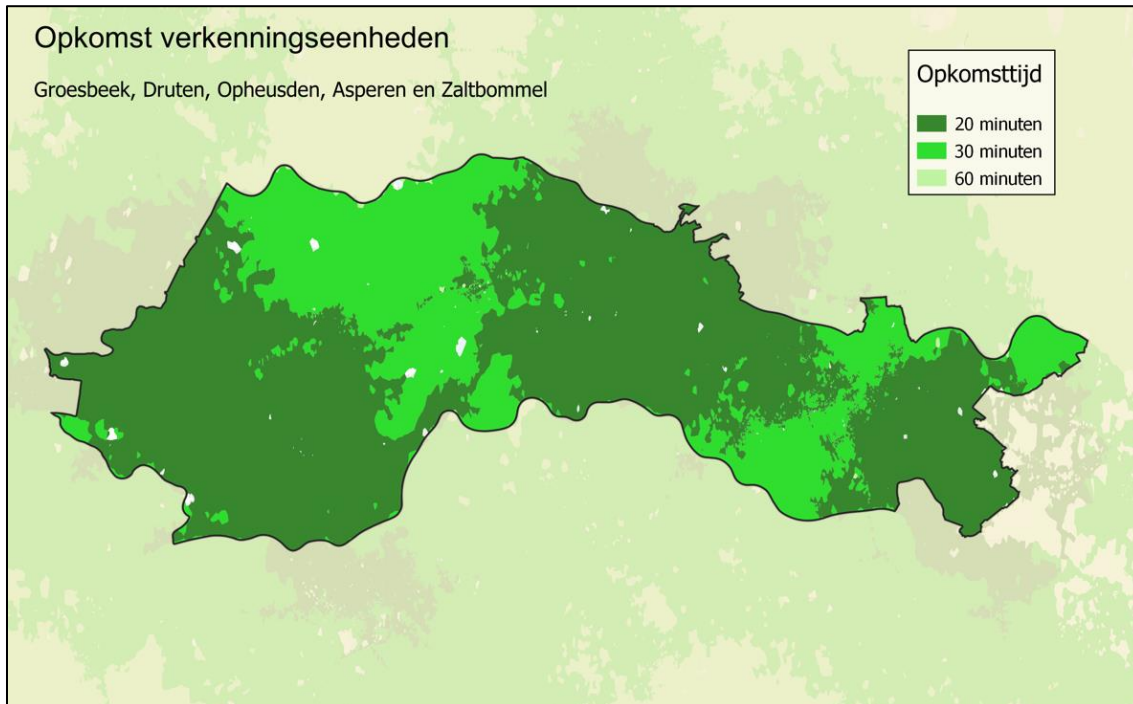 Opkomst verkenningseenheden
Groesbeek, Druten, Opheusden, Asperen en Zaltbommel
Opkomsttijd
20 minuten
30 minuten
60 minuten